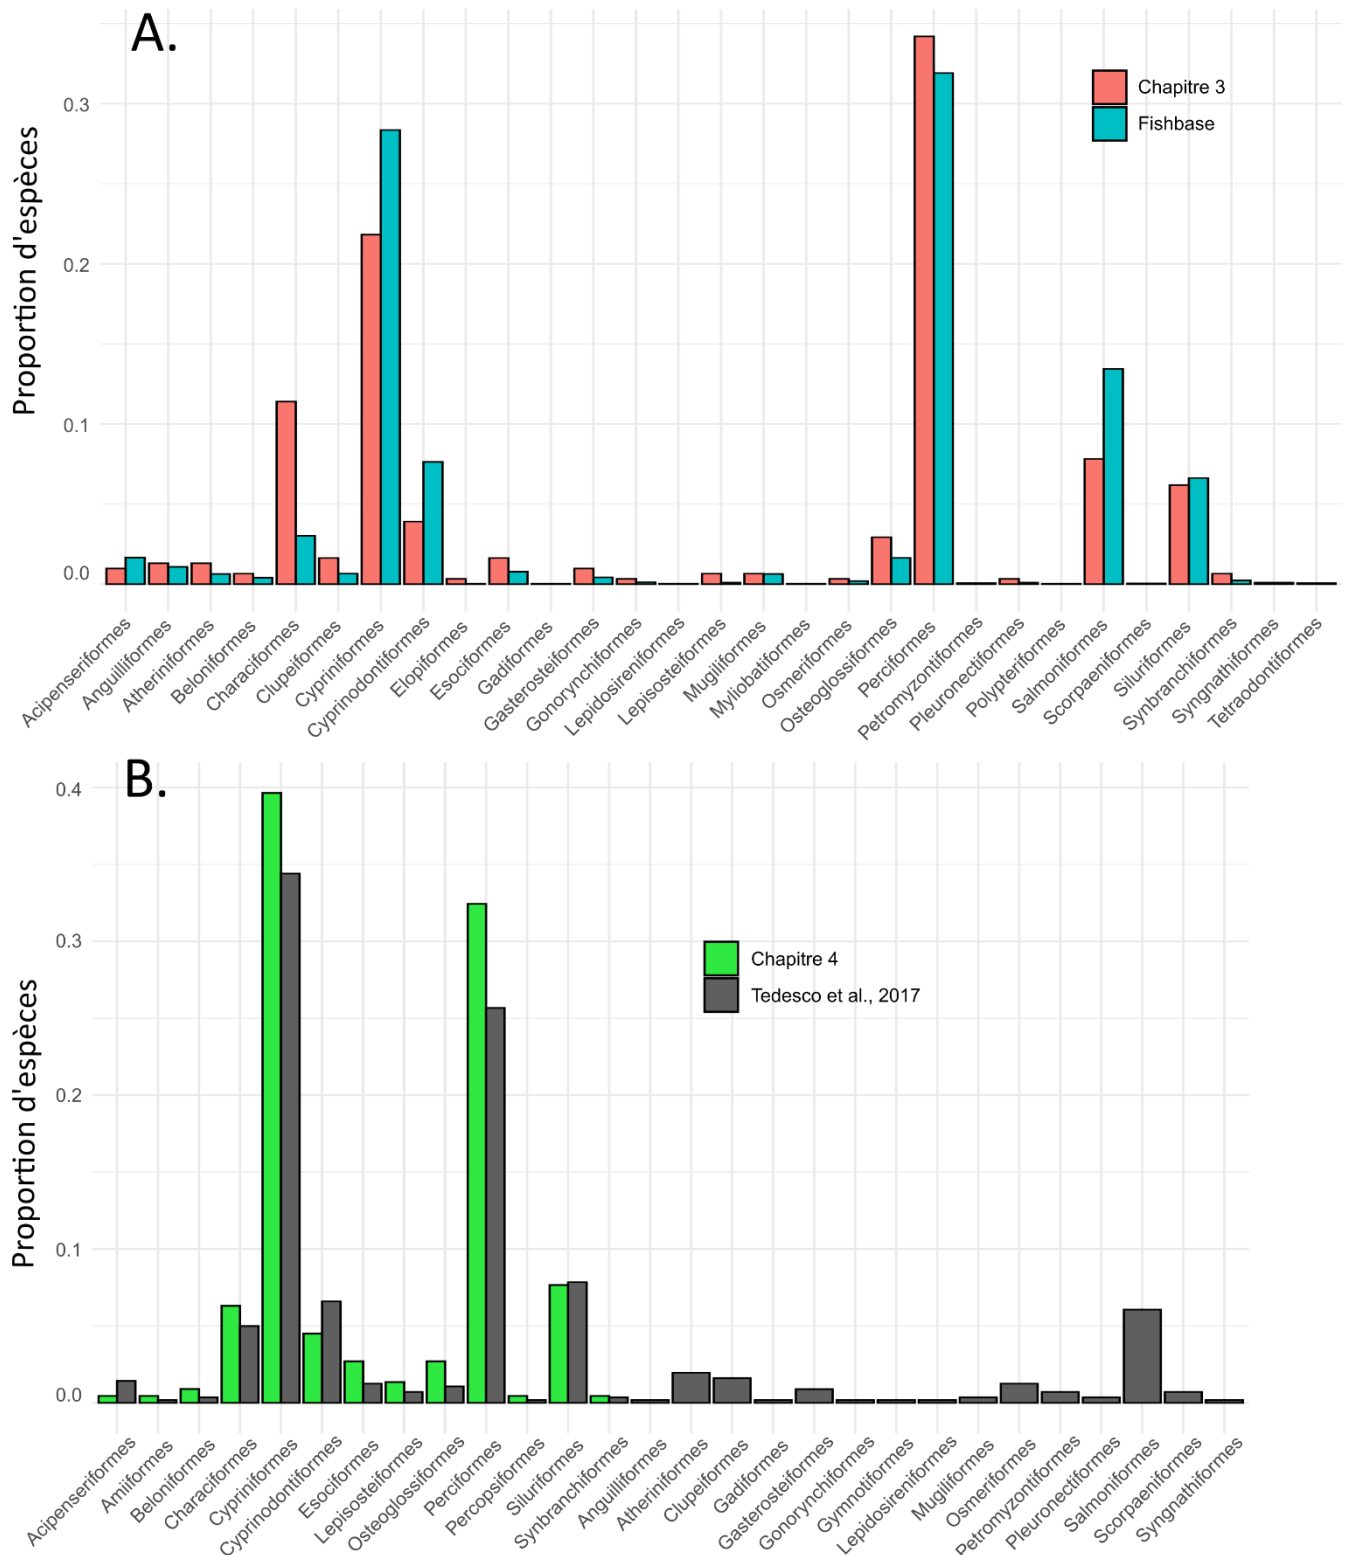 A.
Proportion d'espèces
0.3
0.2
0.1
0.0
Chapitre 3
Fishbase
Acipenseriformes
Anguilliformes
Atheriniformes
Beloniformes
Characiformes
Clupeiformes
Cypriniformes
Cyprinodontiformes
Elopiformes
Esociformes
Gadiformes
Gasterosteiformes
Gonorynchiformes
Lepidosireniformes
Lepisosteiformes
Mugiliformes
Myliobatiformes
Osmeriformes
Osteoglossiformes
Perciformes
Petromyzontiformes
Pleuronectiformes
Polypteriformes
Salmoniformes
Scorpaeniformes
Siluriformes
Synbranchiformes
Syngnathiformes
Tetraodontiformes
B.
Proportion d'espèces
0.4
0.3
0.2
0.1
0.0
Chapitre 4
Tedesco et al., 2017
Acipenseriformes
Amiiformes
Beloniformes
Characiformes
Cypriniformes
Cyprinodontiformes
Esociformes
Lepisosteiformes
Osteoglossiformes
Perciformes
Percopsiformes
Siluriformes
Synbranchiformes
Anguilliformes
Atheriniformes
Clupeiformes
Gadiformes
Gasterosteiformes
Gonorynchiformes
Gymnotiformes
Lepidosireniformes
Mugiliformes
Osmeriformes
Petromyzontiformes
Pleuronectiformes
Salmoniformes
Scorpaeniformes
Syngnathiformes